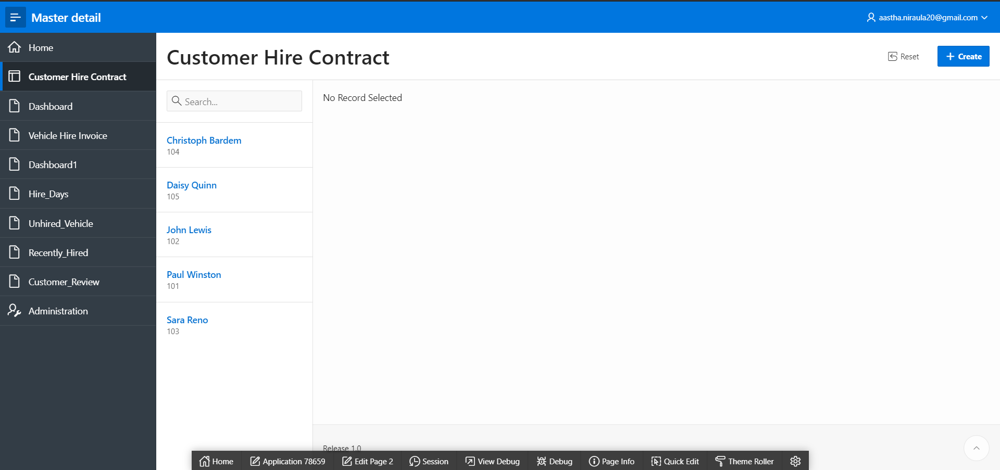 Master detail
aastha.niraula20@gmail.com
Home
Customer Hire Contract
Dashboard
Vehicle Hire Invoice
Dashboard1
Hire_Days
Unhired_Vehicle
Recently_Hired
Customer_Review
Administration
Customer Hire Contract
Reset
Create
Search...
Christoph Bardem
104
Daisy Quinn
105
John Lewis
102
Paul Winston
101
Sara Reno
103
No Record Selected
Release 1.0
Home
Application 78659
Edit Page 2
Session
View Debug
Debug
Page Info
Quick Edit
Theme Roller